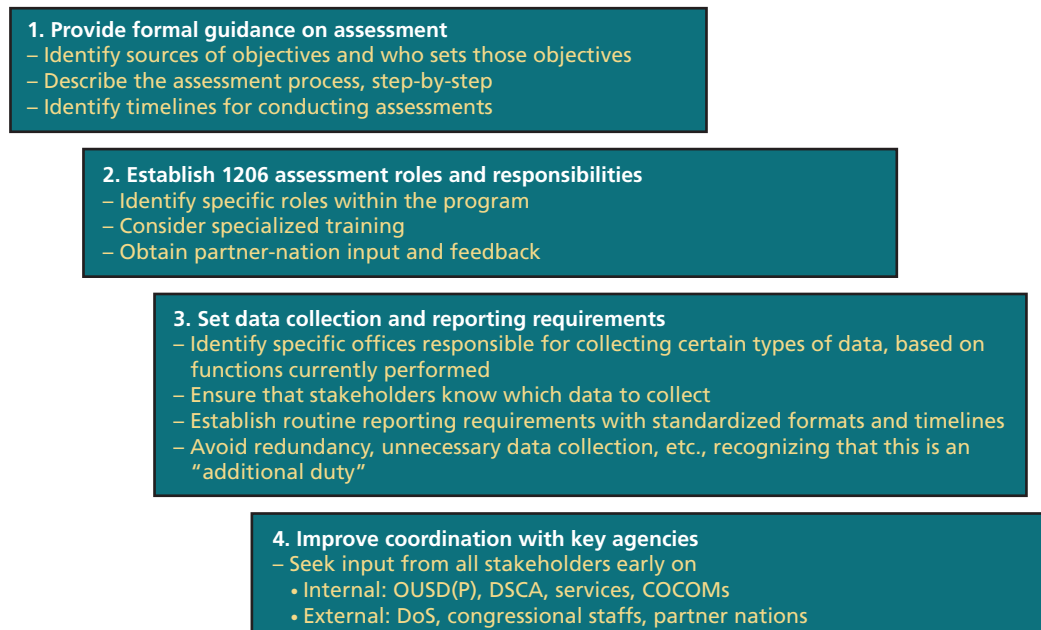 1. Provide formal guidance on assessment
– Identify sources of objectives and who sets those objectives
– Describe the assessment process, step-by-step
– Identify timelines for conducting assessments
2. Establish 1206 assessment roles and responsibilities
– Identify specific roles within the program
– Consider specialized training
– Obtain partner-nation input and feedback
3. Set data collection and reporting requirements
– Identify specific offices responsible for collecting certain types of data, based on
functions currently performed
– Ensure that stakeholders know which data to collect
– Establish routine reporting requirements with standardized formats and timelines
– Avoid redundancy, unnecessary data collection, etc., recognizing that this is an
“additional duty”
4. Improve coordination with key agencies
– Seek input from all stakeholders early on
• Internal: OUSD(P), DSCA, services, COCOMs
• External: DoS, congressional staffs, partner nations